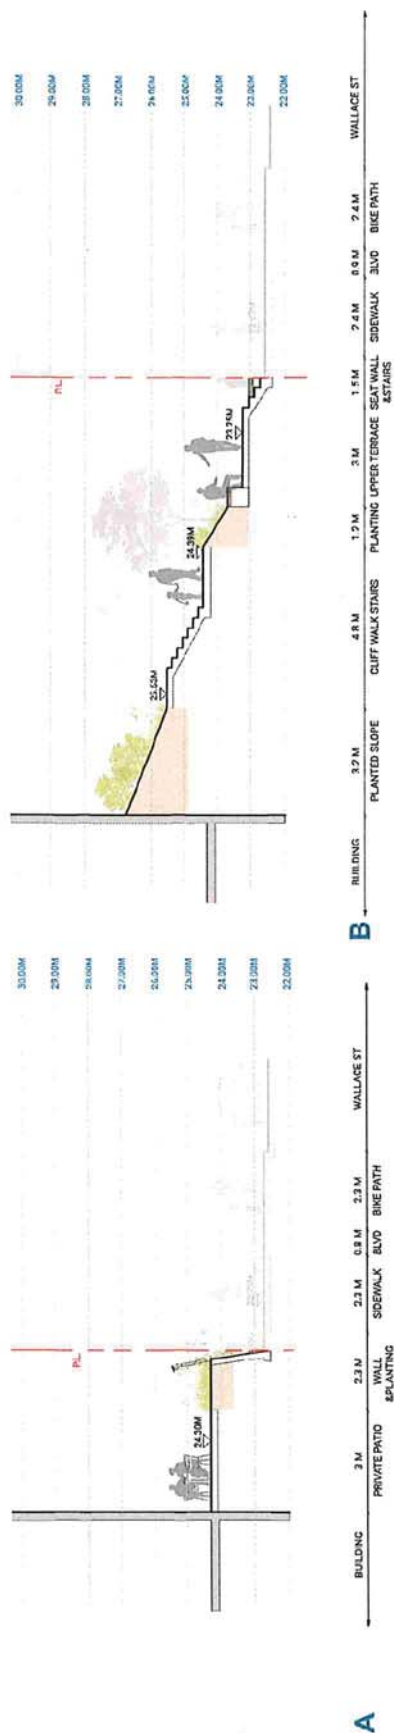 A
30.00M
29.00M
28.00M
27.00M
26.00M
25.00M
24.00M
23.00M
22.00M
PL
24.30M
BUILDING
3 M
PRIVATE PATIO
2.3 M
WALL
&PLANTING
2.3 M
SIDEWALK
0.8 M
BLVD
2.3 M
BIKE PATH
WALLACE ST
B
30.00M
29.00M
28.00M
27.00M
26.00M
25.00M
24.00M
23.00M
22.00M
PL
24.39M
23.25M
BUILDING
3.2 M
PLANTED SLOPE
4.8 M
CLIFF WALK STAIRS
1.2 M
PLANTING
3 M
UPPER TERRACE
1.5 M
SEAT WALL
&STAIRS
2.4 M
SIDEWALK
0.9 M
BLVD
2.4 M
BIKE PATH
WALLACE ST